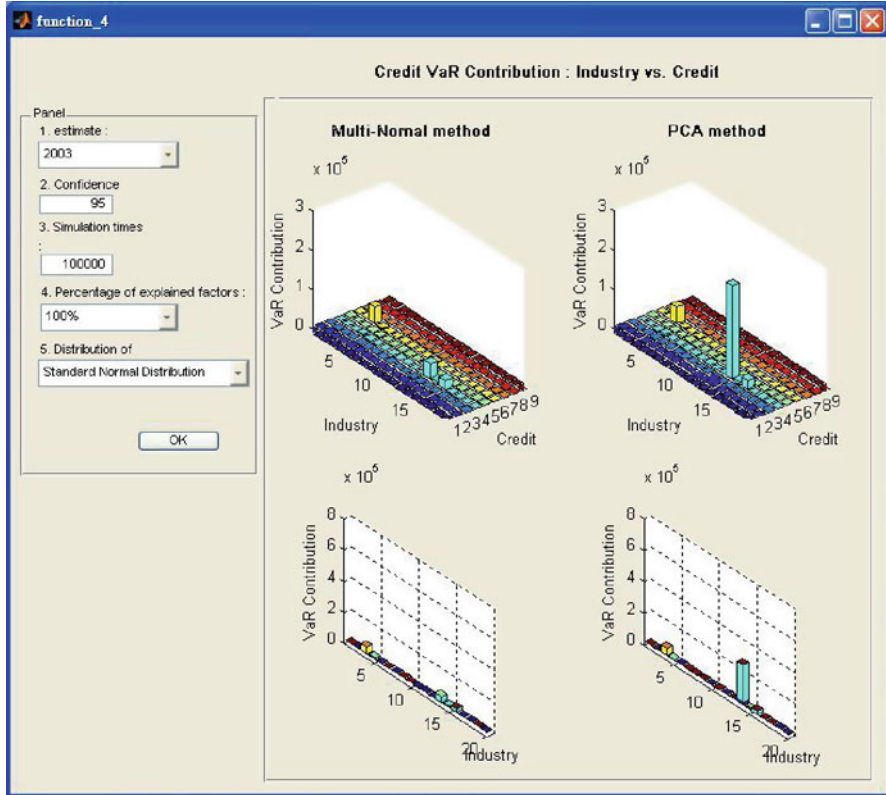 function_4
Credit VaR Contribution : Industry vs. Credit
Panel
1. estimate :
2003
2. Confidence
95
3. Simulation times
:
100000
4. Percentage of explained factors :
100%
5. Distribution of
Standard Normal Distribution
OK
Multi-Nomal method
x 10^5
3
2
1
0
VaR Contribution
5
10
15
Industry
123456789
Credit
PCA method
x 10^5
3
2
1
0
VaR Contribution
5
10
15
Industry
123456789
Credit
x 10^5
8
6
4
2
0
VaR Contribution
5
10
15
20
Industry
x 10^5
8
6
4
2
0
VaR Contribution
5
10
15
20
Industry